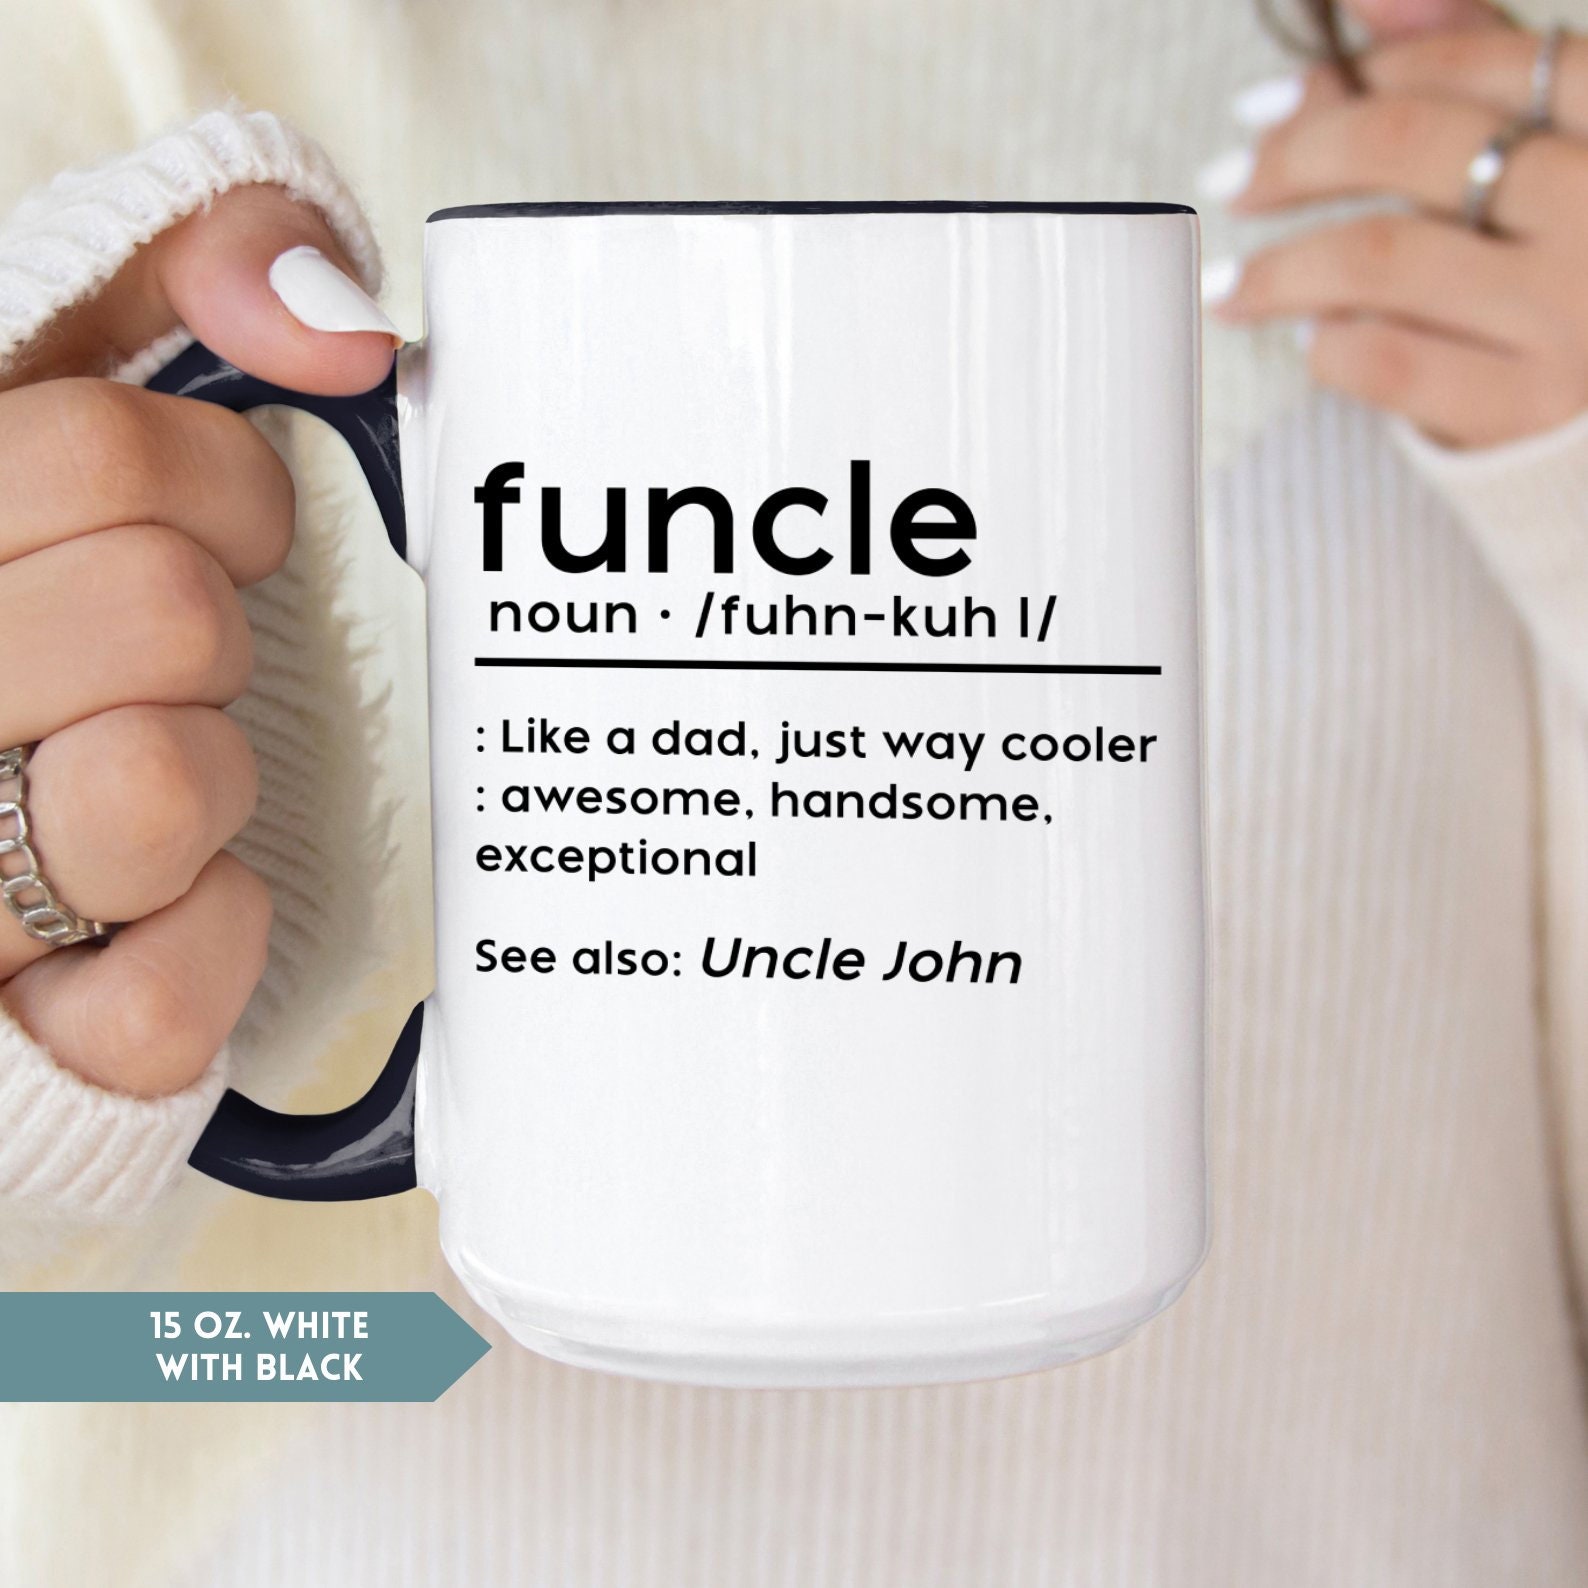 funcle
noun · /fuhn-kuh l/
: Like a dad, just way cooler
: awesome, handsome,
exceptional
See also: Uncle John
15 OZ. WHITE
WITH BLACK